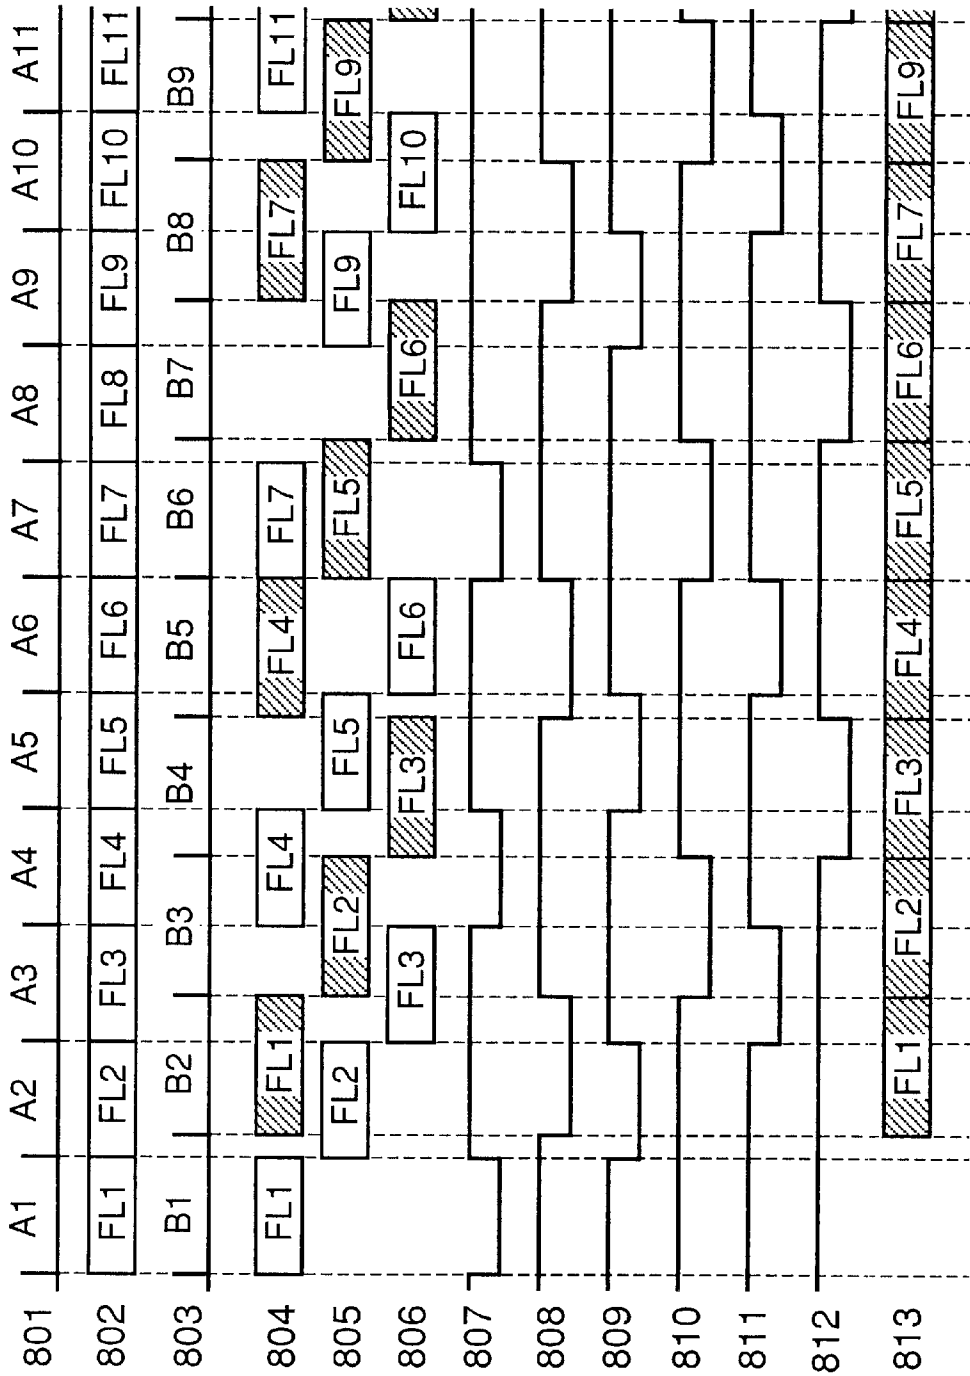 801 A1 A2 A3 A4 A5 A6 A7 A8 A9 A10 A11
802 FL1 FL2 FL3 FL4 FL5 FL6 FL7 FL8 FL9 FL10 FL11
803 B1 B2 B3 B4 B5 B6 B7 B8 B9
804 FL1 FL1 FL4 FL4 FL7 FL7 FL11
805 FL2 FL2 FL5 FL5 FL9 FL9
806 FL3 FL3 FL6 FL6 FL10
807
808
809
810
811
812
813 FL1 FL2 FL3 FL4 FL5 FL6 FL7 FL9